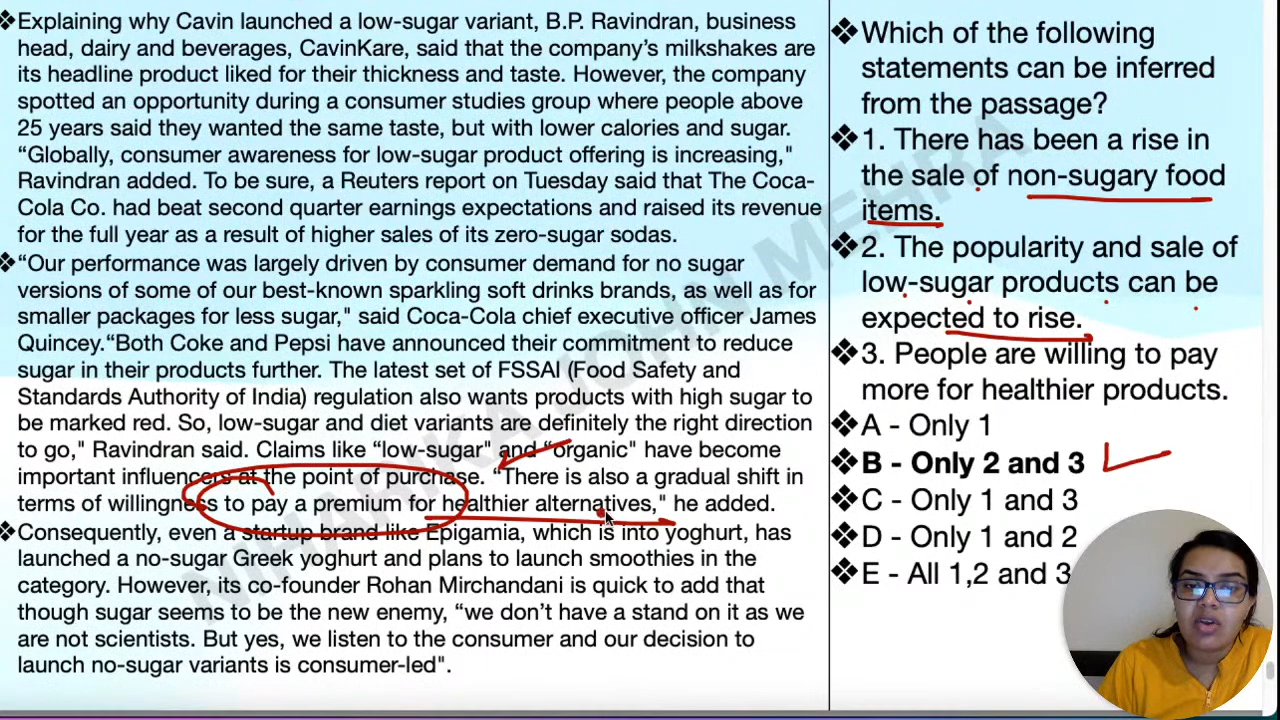 ❖Explaining why Cavin launched a low-sugar variant, B.P. Ravindran, business
head, dairy and beverages, CavinKare, said that the company's milkshakes are
its headline product liked for their thickness and taste. However, the company
spotted an opportunity during a consumer studies group where people above
25 years said they wanted the same taste, but with lower calories and sugar.
“Globally, consumer awareness for low-sugar product offering is increasing,"
Ravindran added. To be sure, a Reuters report on Tuesday said that The Coca-
Cola Co. had beat second quarter earnings expectations and raised its revenue
for the full year as a result of higher sales of its zero-sugar sodas.
❖“Our performance was largely driven by consumer demand for no sugar
versions of some of our best-known sparkling soft drinks brands, as well as for
smaller packages for less sugar," said Coca-Cola chief executive officer James
Quincey.“Both Coke and Pepsi have announced their commitment to reduce
sugar in their products further. The latest set of FSSAI (Food Safety and
Standards Authority of India) regulation also wants products with high sugar to
be marked red. So, low-sugar and diet variants are definitely the right direction
to go," Ravindran said. Claims like “low-sugar" and “organic" have become
important influencers at the point of purchase. “There is also a gradual shift in
terms of willingness to pay a premium for healthier alternatives," he added.
❖Consequently, even a startup brand like Epigamia, which is into yoghurt, has
launched a no-sugar Greek yoghurt and plans to launch smoothies in the
category. However, its co-founder Rohan Mirchandani is quick to add that
though sugar seems to be the new enemy, “we don't have a stand on it as we
are not scientists. But yes, we listen to the consumer and our decision to
launch no-sugar variants is consumer-led".
❖Which of the following
statements can be inferred
from the passage?
❖1. There has been a rise in
the sale of non-sugary food
items.
❖2. The popularity and sale of
low-sugar products can be
expected to rise.
❖3. People are willing to pay
more for healthier products.
❖A - Only 1
❖B - Only 2 and 3
❖C - Only 1 and 3
❖D - Only 1 and 2
❖E - All 1,2 and 3
NIHARIKA JOHN MEHRA